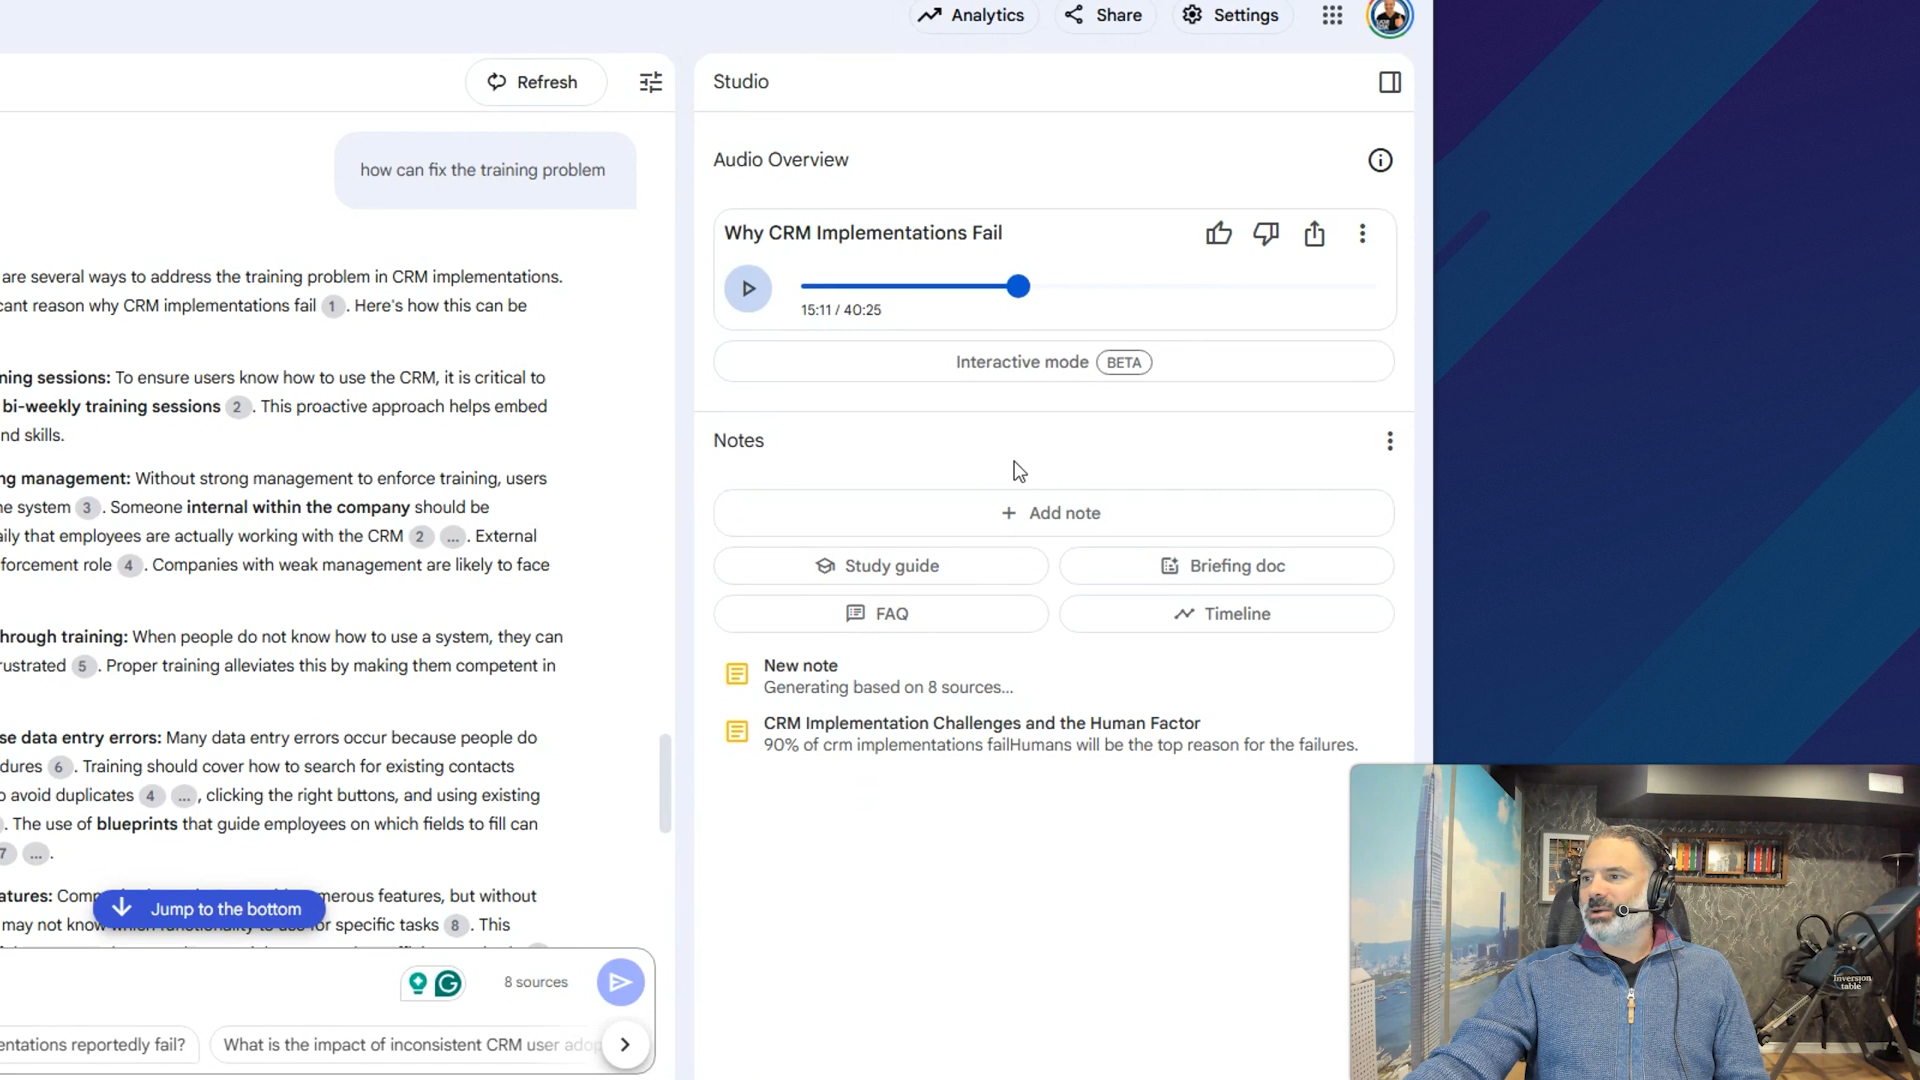 Analytics
Share
Settings
Refresh
how can fix the training problem
are several ways to address the training problem in CRM implementations.
cant reason why CRM implementations fail 1. Here's how this can be
ning sessions: To ensure users know how to use the CRM, it is critical to
bi-weekly training sessions 2. This proactive approach helps embed
nd skills.
ng management: Without strong management to enforce training, users
he system 3. Someone internal within the company should be
aily that employees are actually working with the CRM 2 ... . External
forcement role 4. Companies with weak management are likely to face
hrough training: When people do not know how to use a system, they can
rustrated 5. Proper training alleviates this by making them competent in
se data entry errors: Many data entry errors occur because people do
dures 6. Training should cover how to search for existing contacts
o avoid duplicates 4 ... , clicking the right buttons, and using existing
. The use of blueprints that guide employees on which fields to fill can
7 ... .
atures: Comp merous features, but without
Jump to the bottom
may not know which functionality to use for specific tasks 8. This
8 sources
entations reportedly fail?
What is the impact of inconsistent CRM user adop
Studio
Audio Overview
Why CRM Implementations Fail
15:11 / 40:25
Interactive mode BETA
Notes
+ Add note
Study guide
Briefing doc
FAQ
Timeline
New note
Generating based on 8 sources...
CRM Implementation Challenges and the Human Factor
90% of crm implementations failHumans will be the top reason for the failures.
Inversion
table